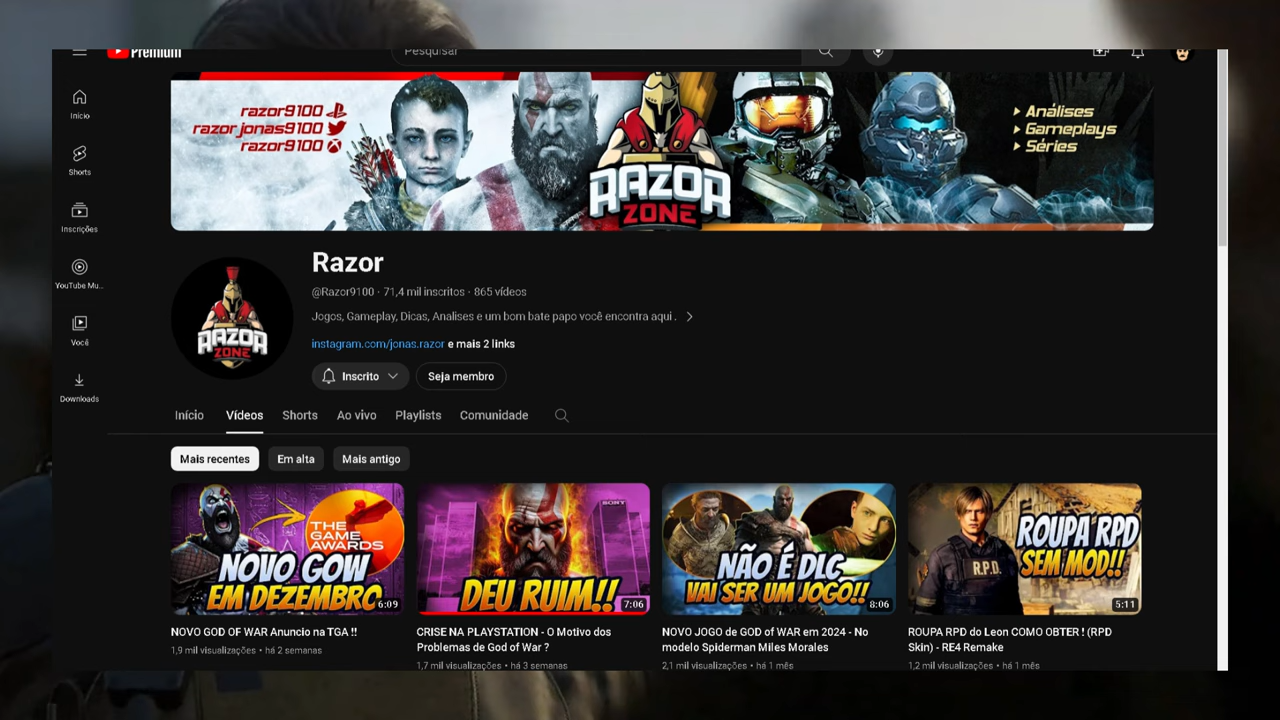 Premium
Pesquisar
Início
Shorts
Inscrições
YouTube Mu...
Você
Downloads
razor9100
razor jonas9100
razor9100
RAZOR
ZONE
Análises
Gameplays
Séries
RAZOR
ZONE
Razor
@Razor9100 · 71,4 mil inscritos · 865 vídeos
Jogos, Gameplay, Dicas, Analises e um bom bate papo você encontra aqui .
instagram.com/jonas.razor e mais 2 links
Inscrito
Seja membro
Início Vídeos Shorts Ao vivo Playlists Comunidade
Mais recentes Em alta Mais antigo
THE
GAME
AWARDS
NOVO GOW
EM DEZEMBRO
6:09
NOVO GOD OF WAR Anuncio na TGA !!
1,9 mil visualizações • há 2 semanas
SONY
DEU RUIM!!
7:06
CRISE NA PLAYSTATION - O Motivo dos
Problemas de God of War ?
1,7 mil visualizações • há 3 semanas
NÃO É DLC
VAI SER UM JOGO!!
8:06
NOVO JOGO de GOD of WAR em 2024 - No
modelo Spiderman Miles Morales
2,1 mil visualizações • há 1 mês
R.P.D.
ROUPA RPD
SEM MOD!!
5:11
ROUPA RPD do Leon COMO OBTER ! (RPD
Skin) - RE4 Remake
1,2 mil visualizações • há 1 mês